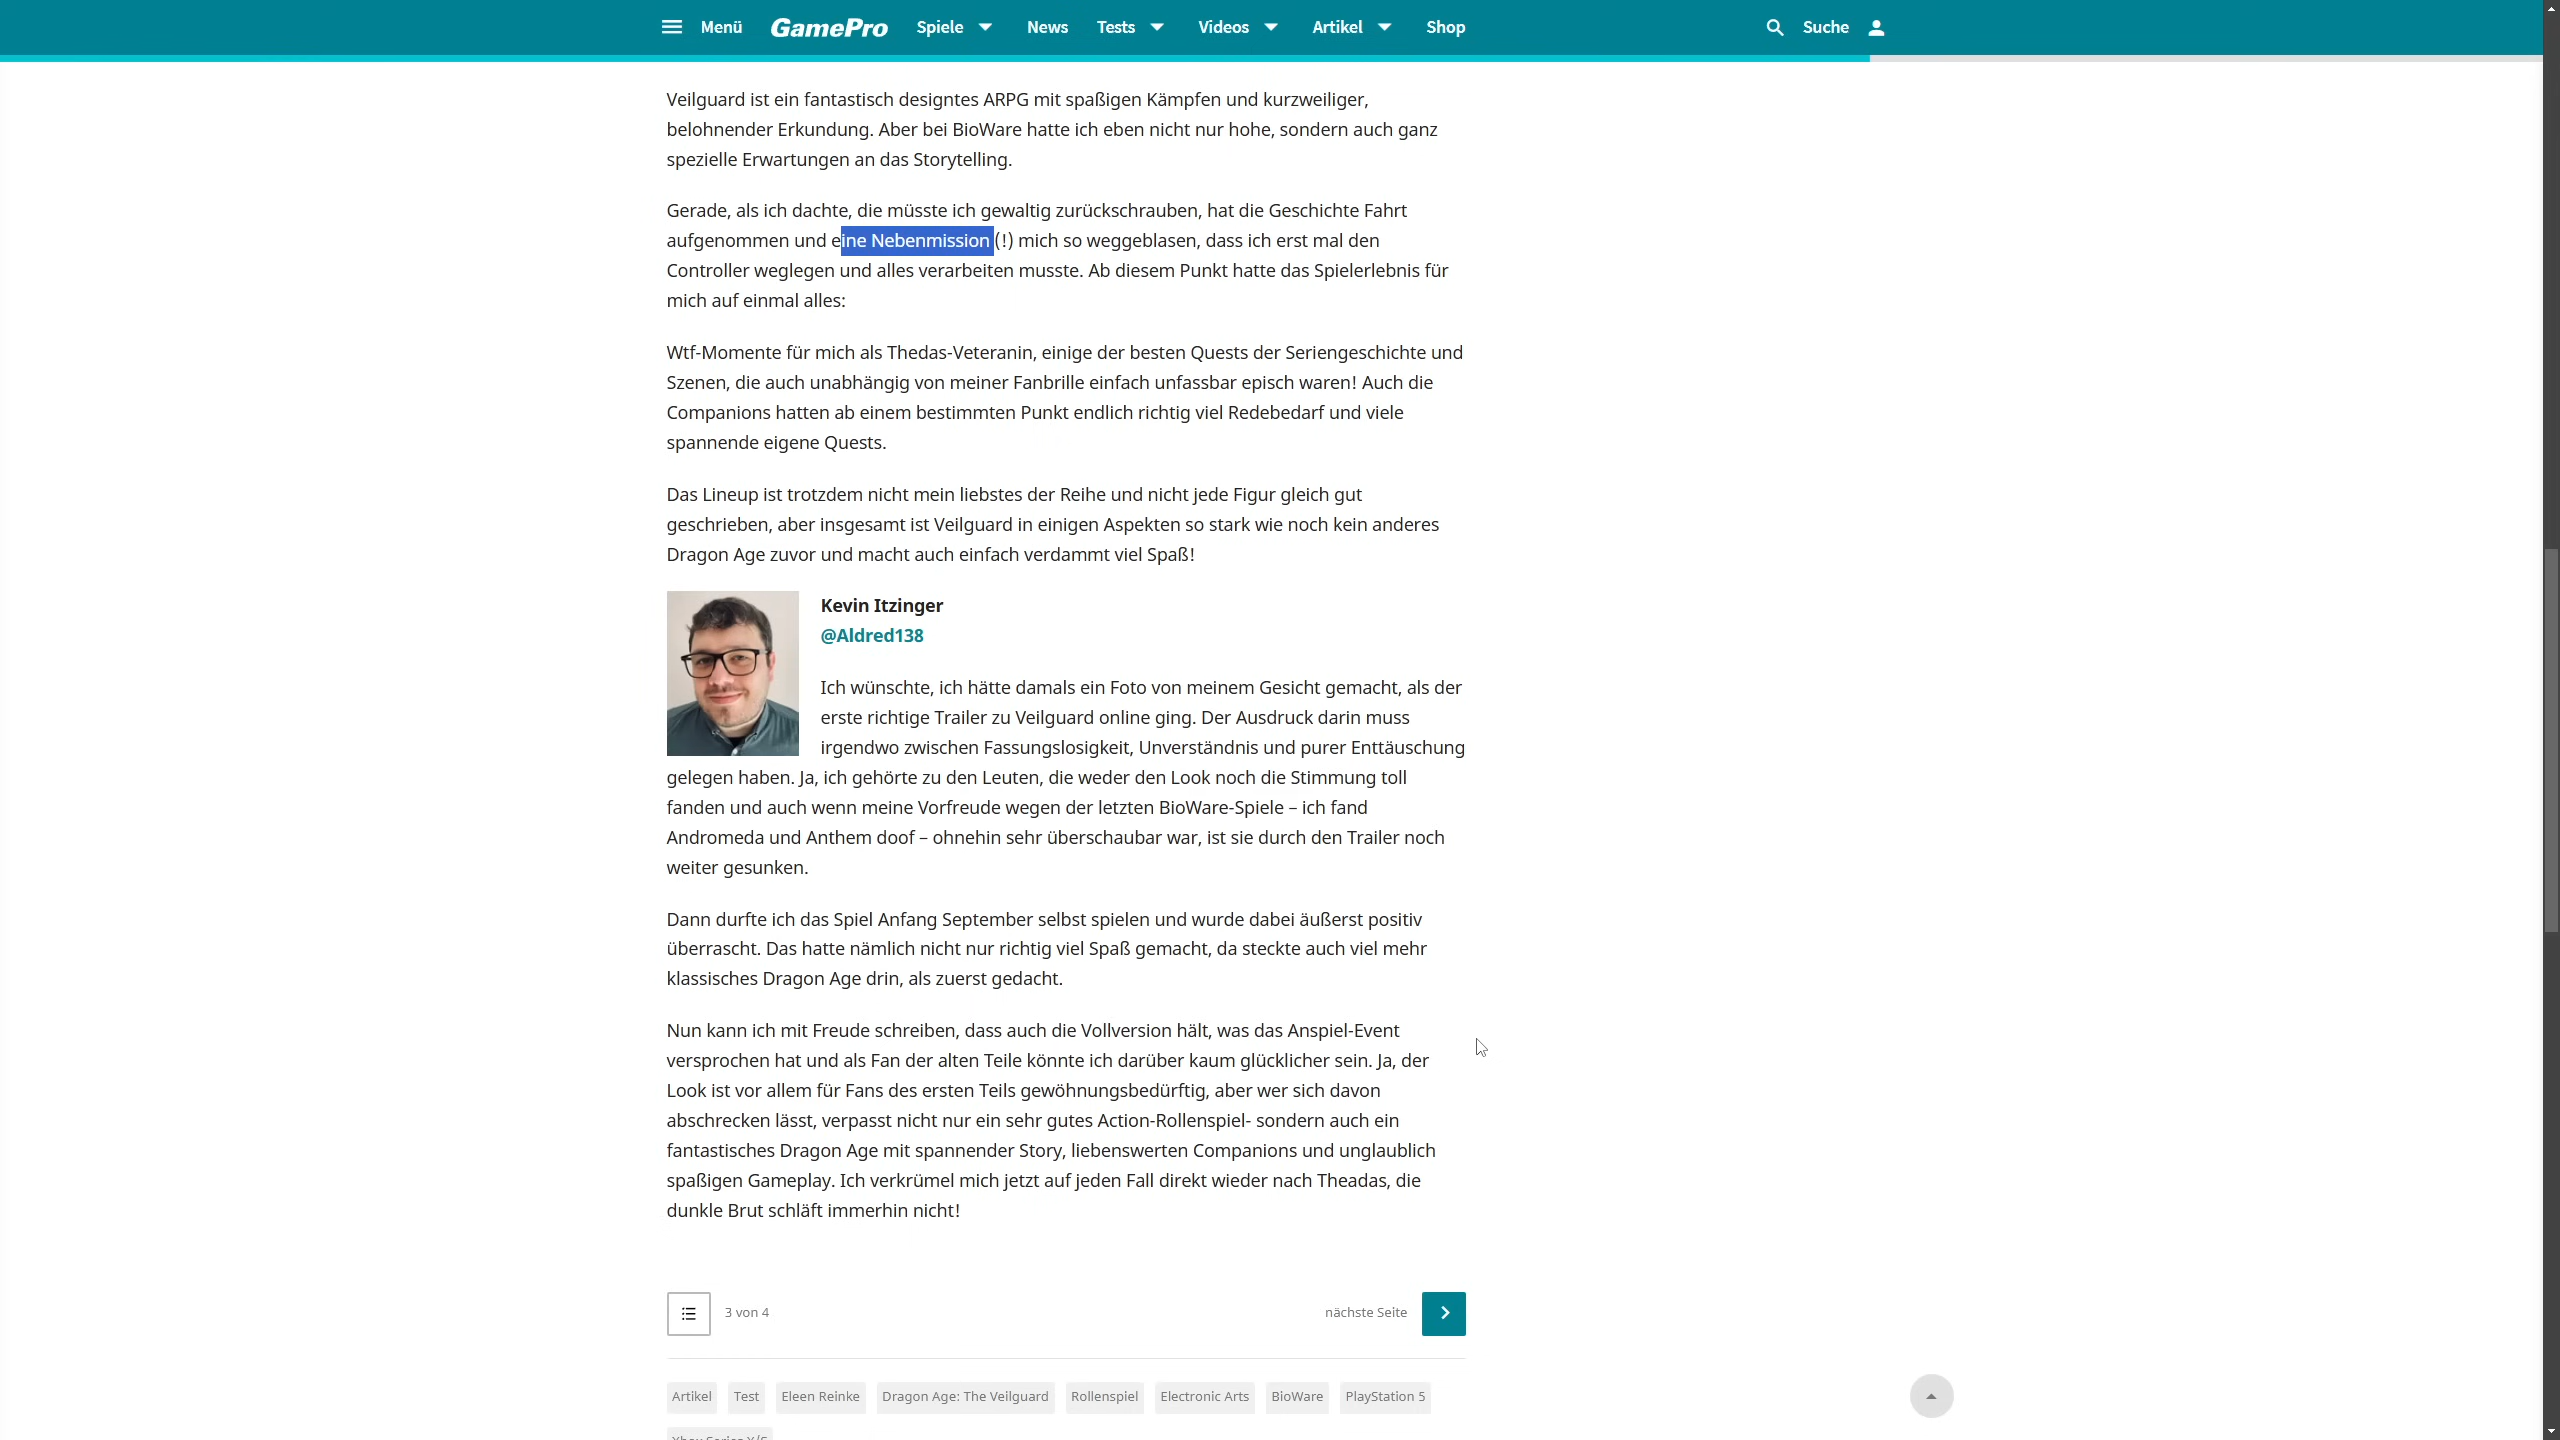 Menü GamePro Spiele News Tests Videos Artikel Shop Suche
Veilguard ist ein fantastisch designtes ARPG mit spaßigen Kämpfen und kurzweiliger,
belohnender Erkundung. Aber bei BioWare hatte ich eben nicht nur hohe, sondern auch ganz
spezielle Erwartungen an das Storytelling.
Gerade, als ich dachte, die müsste ich gewaltig zurückschrauben, hat die Geschichte Fahrt
aufgenommen und eine Nebenmission (!) mich so weggeblasen, dass ich erst mal den
Controller weglegen und alles verarbeiten musste. Ab diesem Punkt hatte das Spielerlebnis für
mich auf einmal alles:
Wtf-Momente für mich als Thedas-Veteranin, einige der besten Quests der Seriengeschichte und
Szenen, die auch unabhängig von meiner Fanbrille einfach unfassbar episch waren! Auch die
Companions hatten ab einem bestimmten Punkt endlich richtig viel Redebedarf und viele
spannende eigene Quests.
Das Lineup ist trotzdem nicht mein liebstes der Reihe und nicht jede Figur gleich gut
geschrieben, aber insgesamt ist Veilguard in einigen Aspekten so stark wie noch kein anderes
Dragon Age zuvor und macht auch einfach verdammt viel Spaß!
Kevin Itzinger
@Aldred138
Ich wünschte, ich hätte damals ein Foto von meinem Gesicht gemacht, als der
erste richtige Trailer zu Veilguard online ging. Der Ausdruck darin muss
irgendwo zwischen Fassungslosigkeit, Unverständnis und purer Enttäuschung
gelegen haben. Ja, ich gehörte zu den Leuten, die weder den Look noch die Stimmung toll
fanden und auch wenn meine Vorfreude wegen der letzten BioWare-Spiele – ich fand
Andromeda und Anthem doof – ohnehin sehr überschaubar war, ist sie durch den Trailer noch
weiter gesunken.
Dann durfte ich das Spiel Anfang September selbst spielen und wurde dabei äußerst positiv
überrascht. Das hatte nämlich nicht nur richtig viel Spaß gemacht, da steckte auch viel mehr
klassisches Dragon Age drin, als zuerst gedacht.
Nun kann ich mit Freude schreiben, dass auch die Vollversion hält, was das Anspiel-Event
versprochen hat und als Fan der alten Teile könnte ich darüber kaum glücklicher sein. Ja, der
Look ist vor allem für Fans des ersten Teils gewöhnungsbedürftig, aber wer sich davon
abschrecken lässt, verpasst nicht nur ein sehr gutes Action-Rollenspiel- sondern auch ein
fantastisches Dragon Age mit spannender Story, liebenswerten Companions und unglaublich
spaßigen Gameplay. Ich verkrümel mich jetzt auf jeden Fall direkt wieder nach Theadas, die
dunkle Brut schläft immerhin nicht!
3 von 4 nächste Seite
Artikel Test Eleen Reinke Dragon Age: The Veilguard Rollenspiel Electronic Arts BioWare PlayStation 5